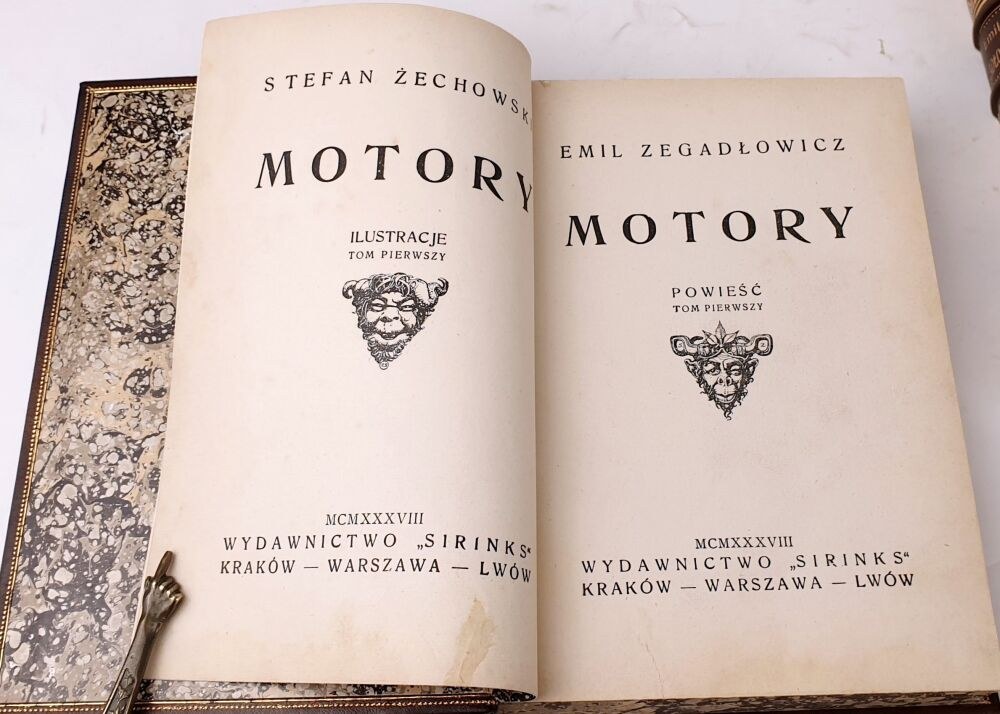 STEFAN ŻECHOWSK
MOTORY
ILUSTRACJE
TOM PIERWSZY
MCMXXXVIII
WYDAWNICTWO „SIRINKS“
KRAKÓW — WARSZAWA — LWÓW
EMIL ZEGADŁOWICZ
MOTORY
POWIEŚĆ
TOM PIERWSZY
MCMXXXVIII
WYDAWNICTWO „SIRINKS“
KRAKÓW — WARSZAWA — LWÓW